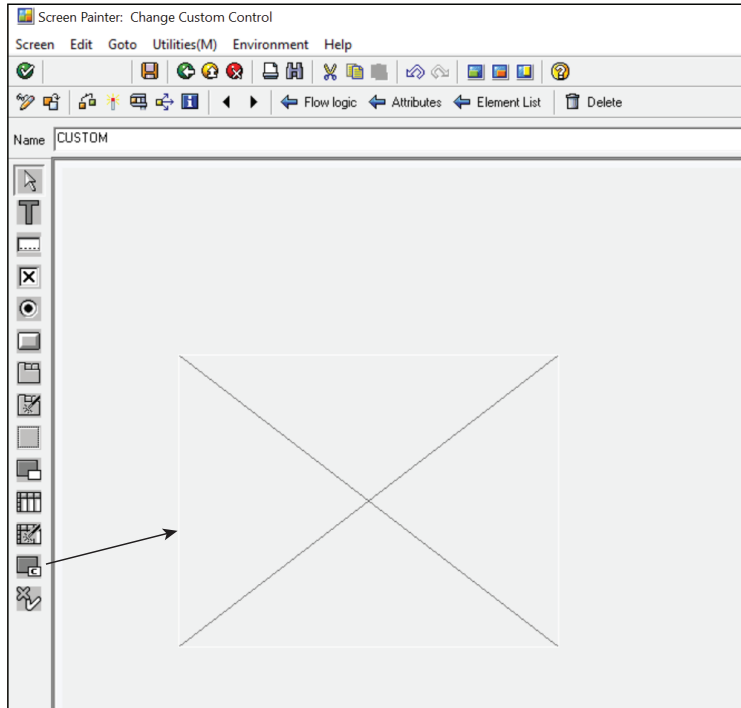 Screen Painter: Change Custom Control
Screen Edit Goto Utilities(M) Environment Help
Flow logic Attributes Element List Delete
Name CUSTOM
T
C